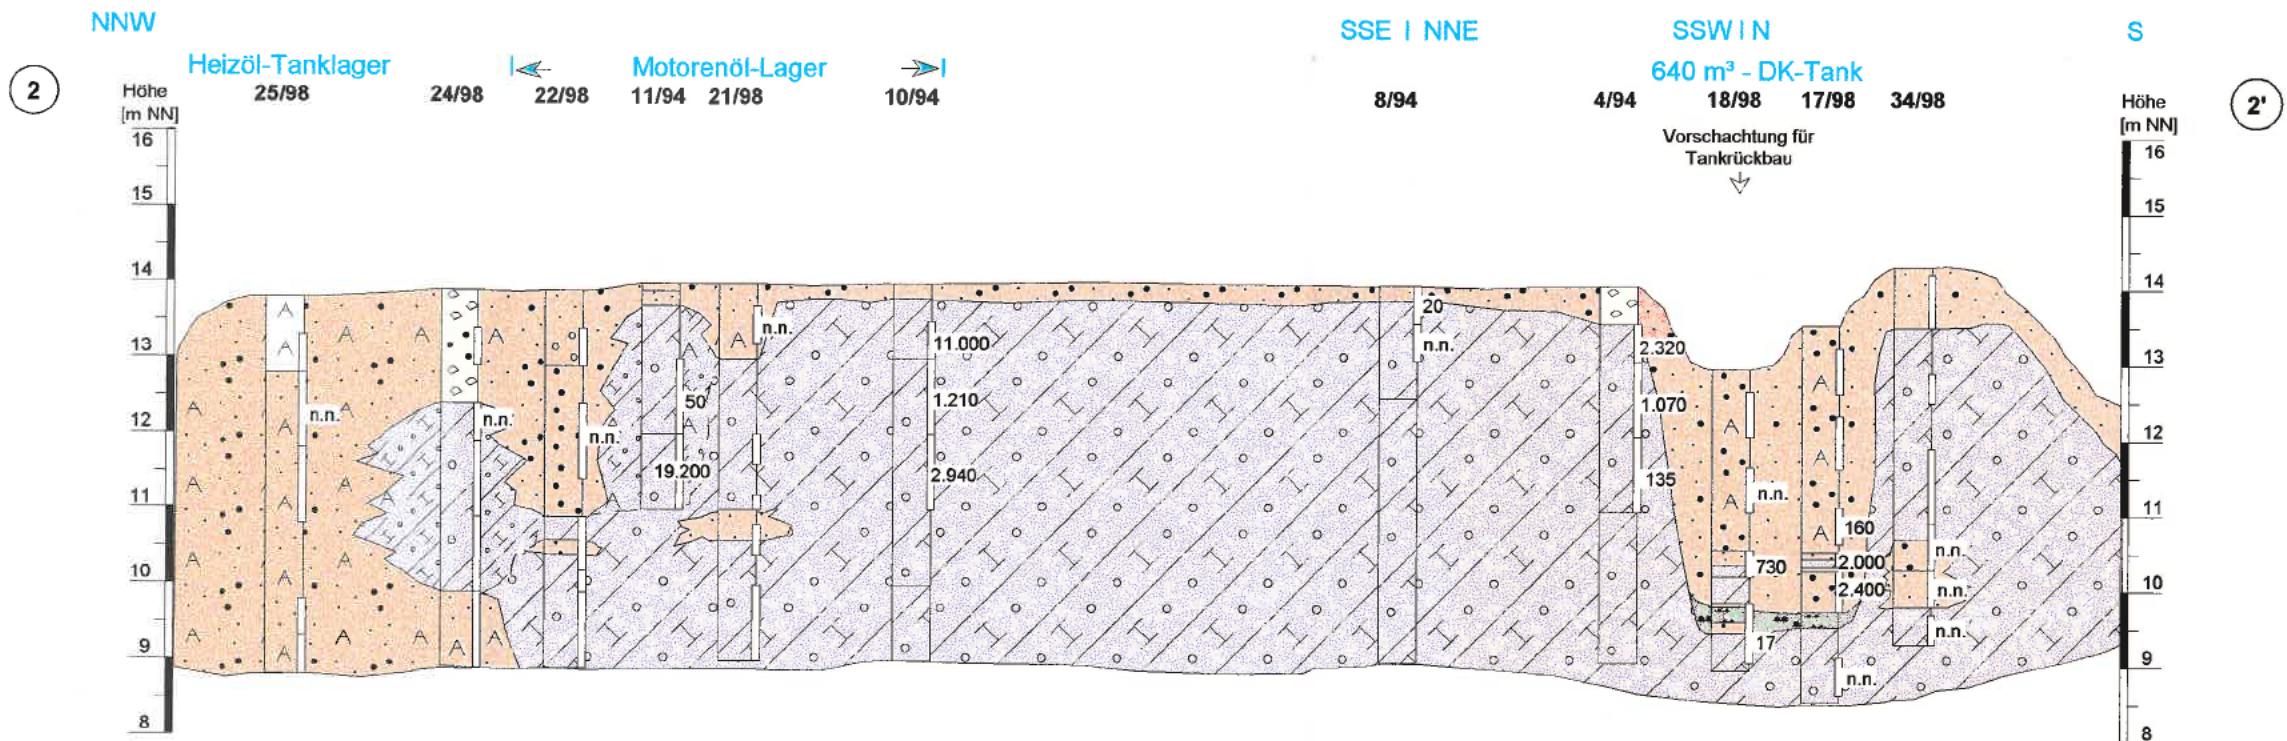 NNW
SSE | NNE
SSW | N
S
Heizöl-Tanklager
Motorenöl-Lager
640 m³ - DK-Tank
2
Höhe
[m NN]
25/98
24/98
22/98
11/94
21/98
10/94
8/94
4/94
18/98
17/98
34/98
Höhe
[m NN]
2'
Vorschachtung für
Tankrückbau
16
15
14
13
12
11
10
9
8
n.n.
n.n.
n.n.
50
19.200
n.n.
11.000
1.210
2.940
20
n.n.
2.320
1.070
135
n.n.
730
17
160
2.000
2.400
n.n.
n.n.
n.n.
n.n.
16
15
14
13
12
11
10
9
8